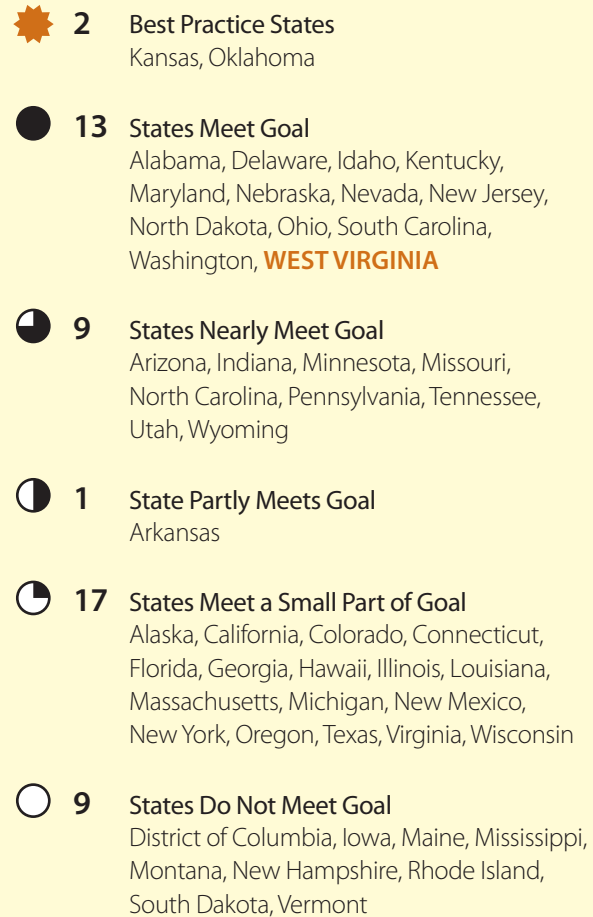 2 Best Practice States
Kansas, Oklahoma
13 States Meet Goal
Alabama, Delaware, Idaho, Kentucky,
Maryland, Nebraska, Nevada, New Jersey,
North Dakota, Ohio, South Carolina,
Washington, WEST VIRGINIA
9 States Nearly Meet Goal
Arizona, Indiana, Minnesota, Missouri,
North Carolina, Pennsylvania, Tennessee,
Utah, Wyoming
1 State Partly Meets Goal
Arkansas
17 States Meet a Small Part of Goal
Alaska, California, Colorado, Connecticut,
Florida, Georgia, Hawaii, Illinois, Louisiana,
Massachusetts, Michigan, New Mexico,
New York, Oregon, Texas, Virginia, Wisconsin
9 States Do Not Meet Goal
District of Columbia, Iowa, Maine, Mississippi,
Montana, New Hampshire, Rhode Island,
South Dakota, Vermont